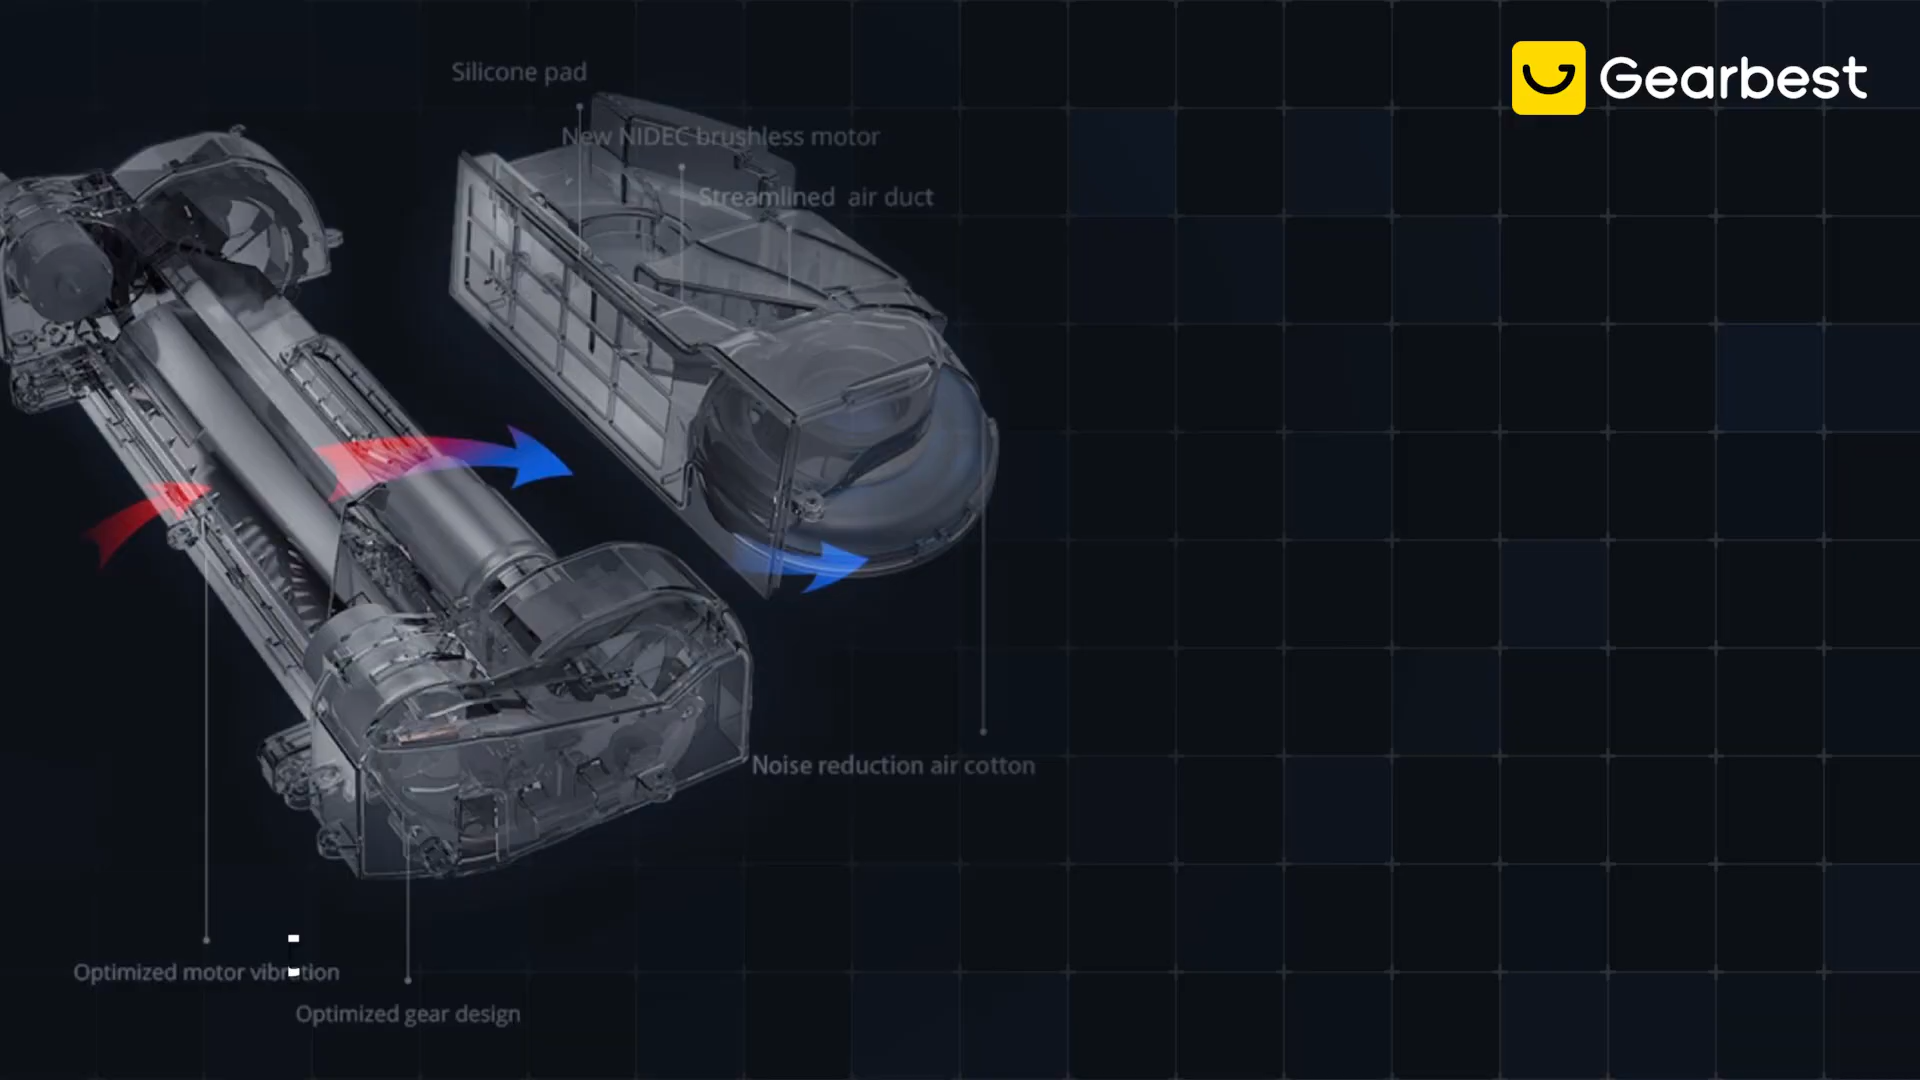 Gearbest
Silicone pad
New NIDEC brushless motor
Streamlined air duct
Noise reduction air cotton
Optimized motor vibration
Optimized gear design